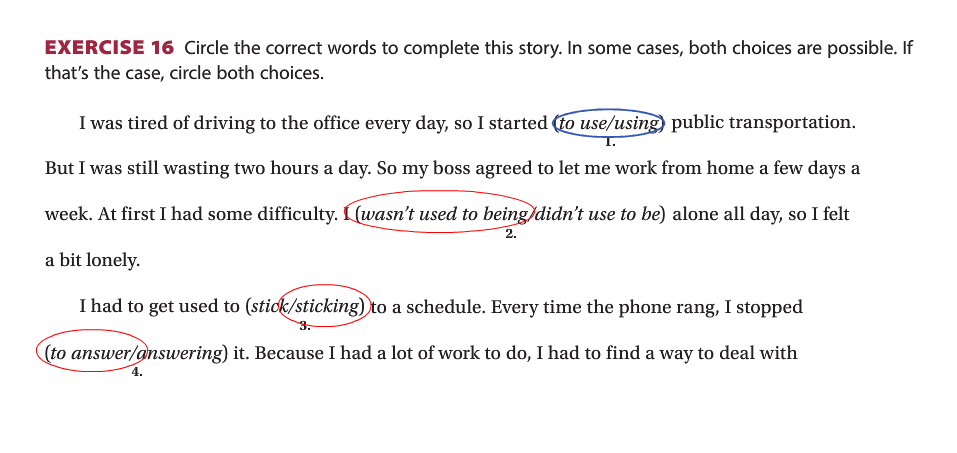 EXERCISE 16 Circle the correct words to complete this story. In some cases, both choices are possible. If
that's the case, circle both choices.
I was tired of driving to the office every day, so I started (to use/using) public transportation.
1.
But I was still wasting two hours a day. So my boss agreed to let me work from home a few days a
week. At first I had some difficulty. I (wasn't used to being/didn't use to be) alone all day, so I felt
2.
a bit lonely.
I had to get used to (stick/sticking) to a schedule. Every time the phone rang, I stopped
3.
(to answer/answering) it. Because I had a lot of work to do, I had to find a way to deal with
4.